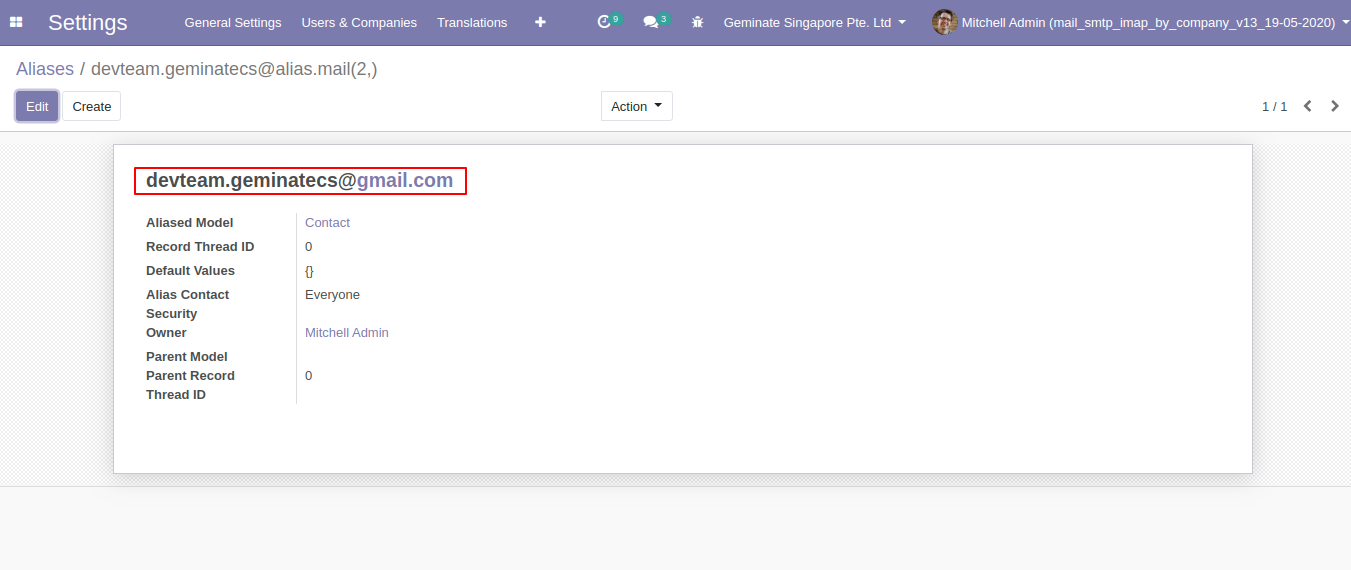 Settings General Settings Users & Companies Translations 9 3 Geminate Singapore Pte. Ltd Mitchell Admin (mail_smtp_imap_by_company_v13_19-05-2020)
Aliases / devteam.geminatecs@alias.mail(2,)
Edit Create Action 1 / 1
devteam.geminatecs@gmail.com
Aliased Model Contact
Record Thread ID 0
Default Values {}
Alias Contact Everyone
Security
Owner Mitchell Admin
Parent Model
Parent Record 0
Thread ID